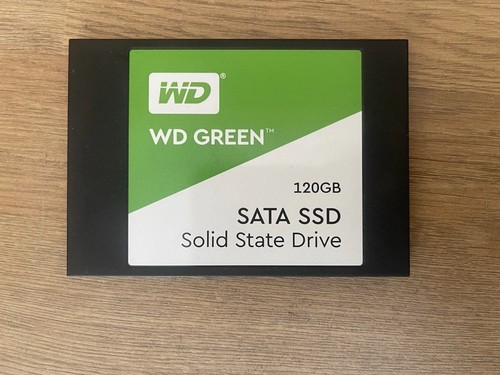 WD®
WD GREEN™
120GB
SATA SSD
Solid State Drive